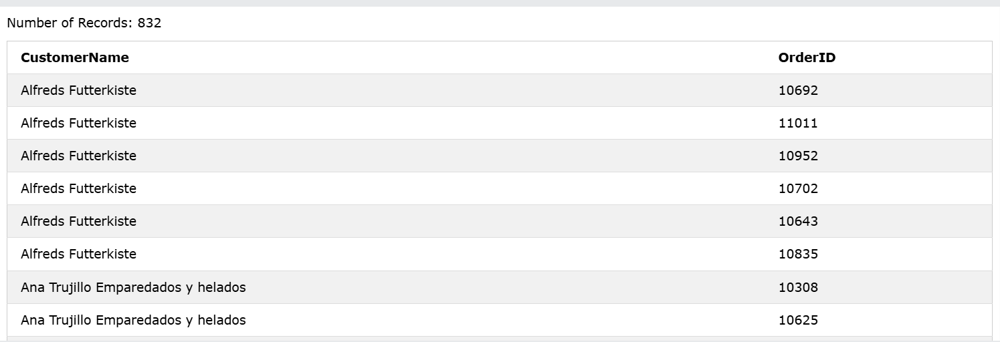 Number of Records: 832
CustomerName OrderID
Alfreds Futterkiste 10692
Alfreds Futterkiste 11011
Alfreds Futterkiste 10952
Alfreds Futterkiste 10702
Alfreds Futterkiste 10643
Alfreds Futterkiste 10835
Ana Trujillo Emparedados y helados 10308
Ana Trujillo Emparedados y helados 10625